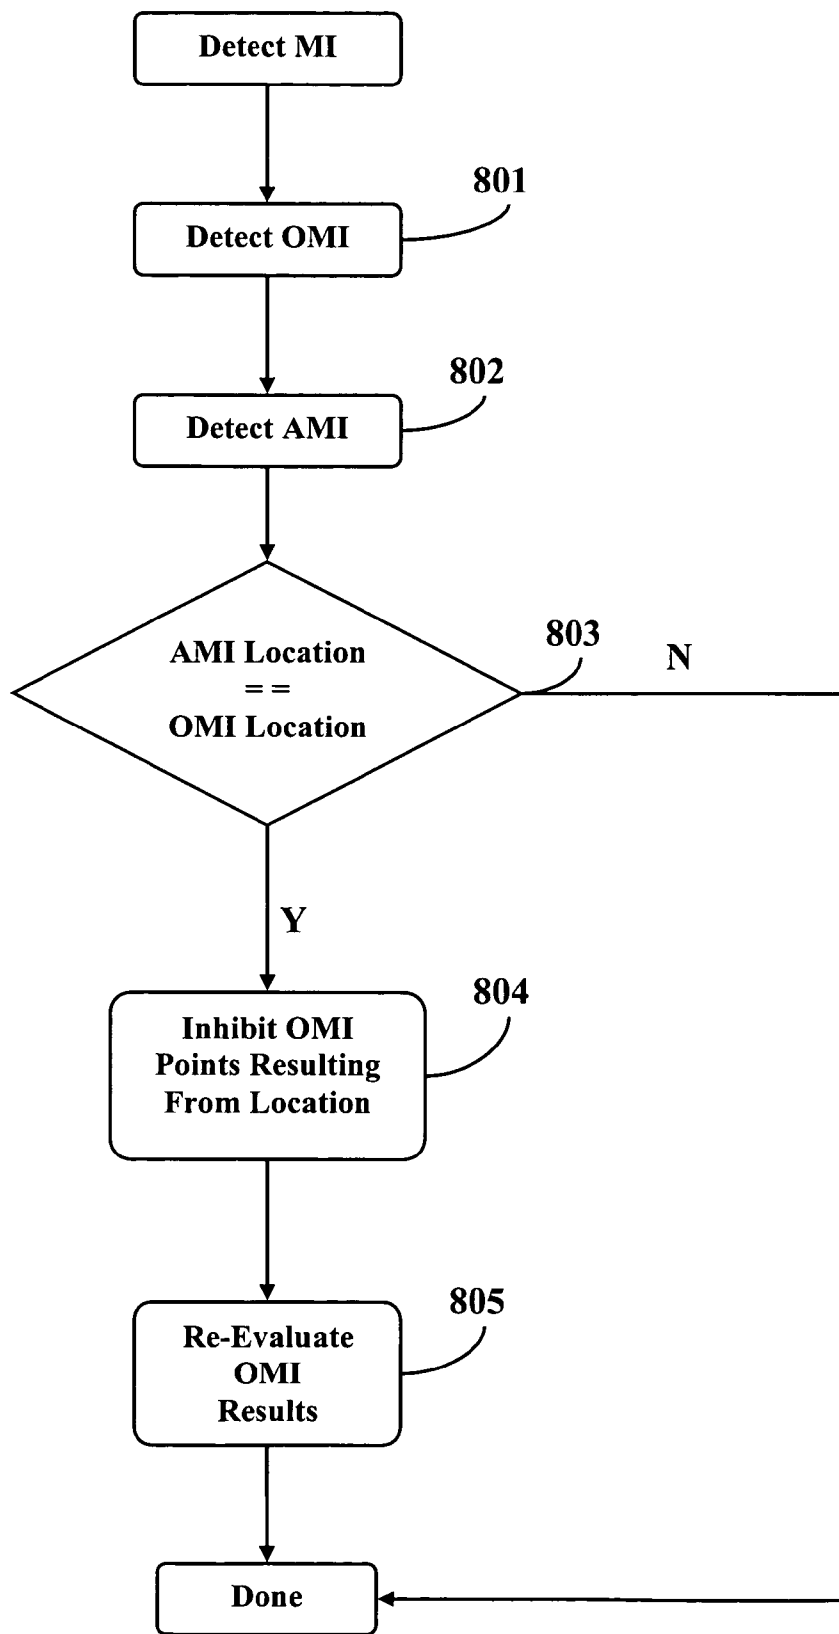 Detect MI
801
Detect OMI
802
Detect AMI
803
N
AMI Location
= =
OMI Location
Y
804
Inhibit OMI
Points Resulting
From Location
805
Re-Evaluate
OMI
Results
Done